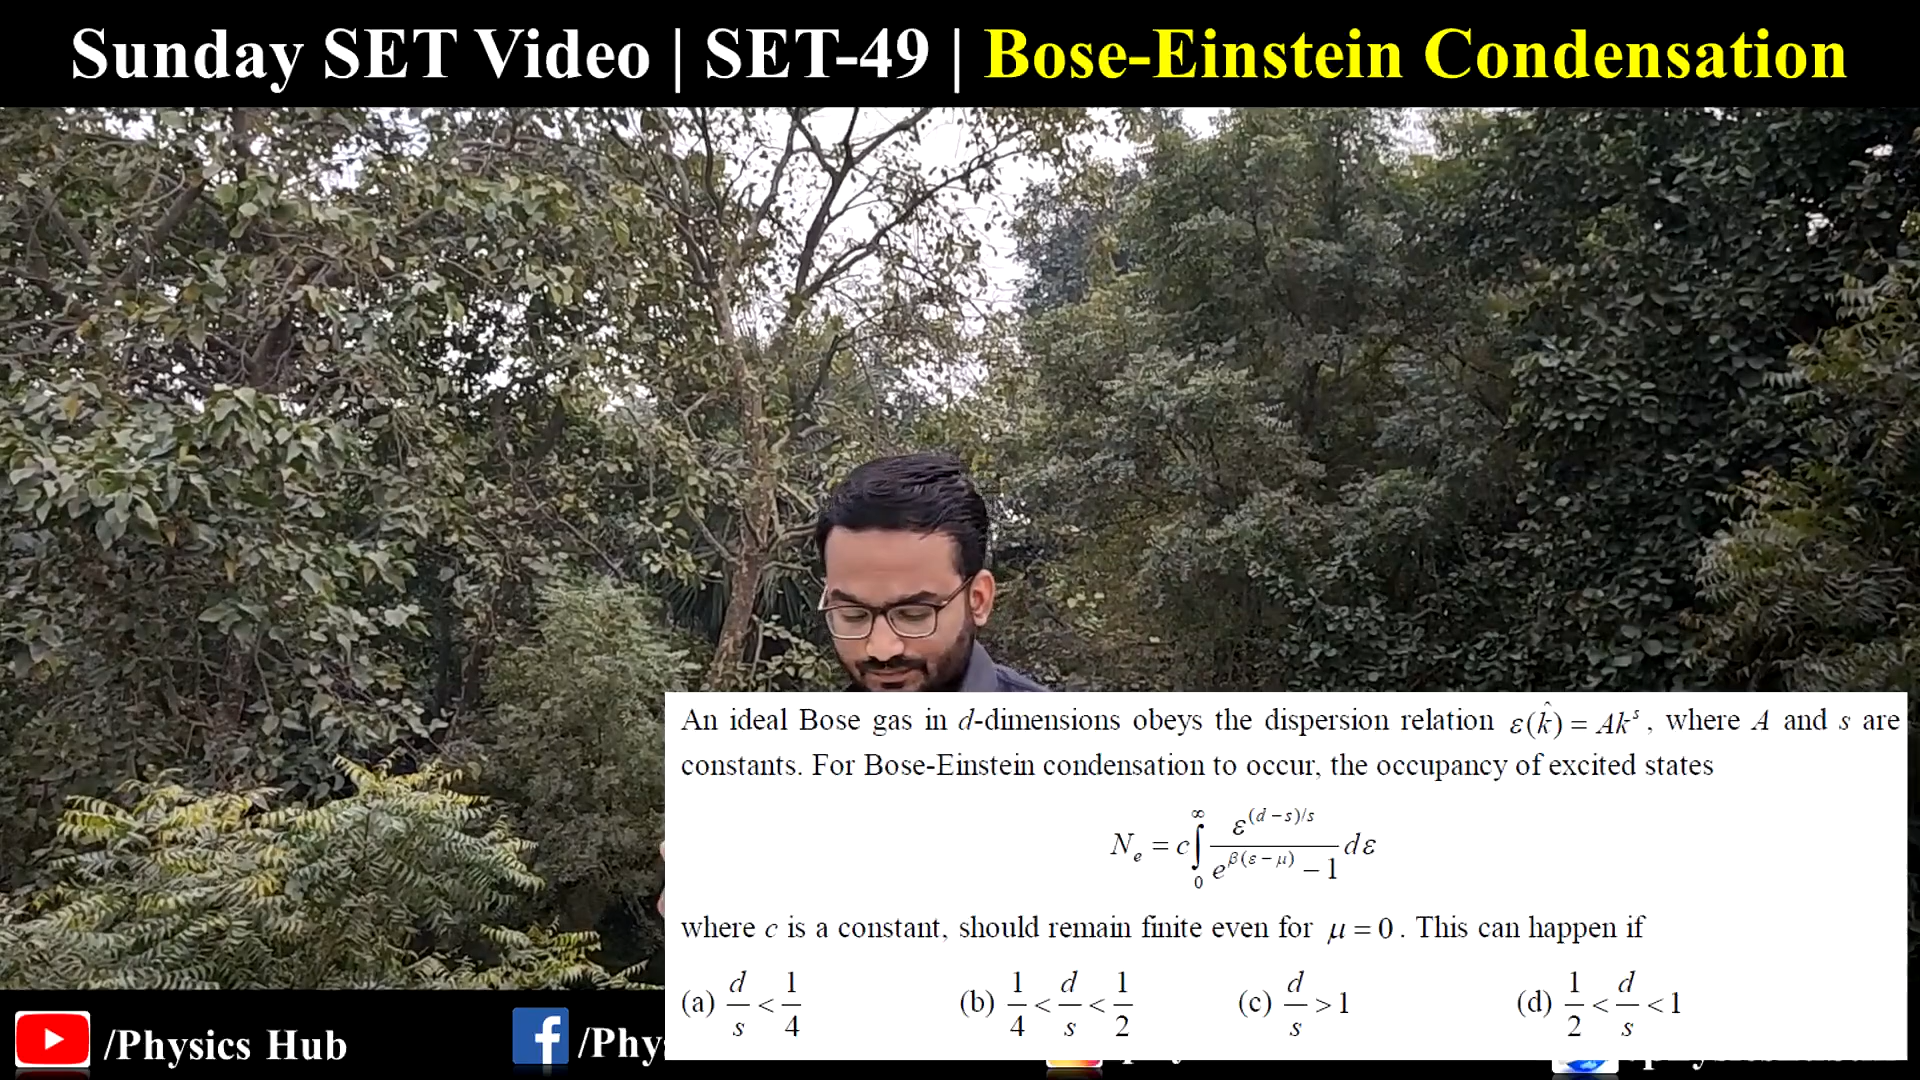 Sunday SET Video | SET-49 | Bose-Einstein Condensation
An ideal Bose gas in d-dimensions obeys the dispersion relation ε(k̂) = Ak^s, where A and s are
constants. For Bose-Einstein condensation to occur, the occupancy of excited states
N_e = c ∫_0^∞ ε^{(d−s)/s} / (e^{β(ε−μ)} − 1) dε
where c is a constant, should remain finite even for μ = 0. This can happen if
(a) d/s < 1/4 (b) 1/4 < d/s < 1/2 (c) d/s > 1 (d) 1/2 < d/s < 1
/Physics Hub /Phy